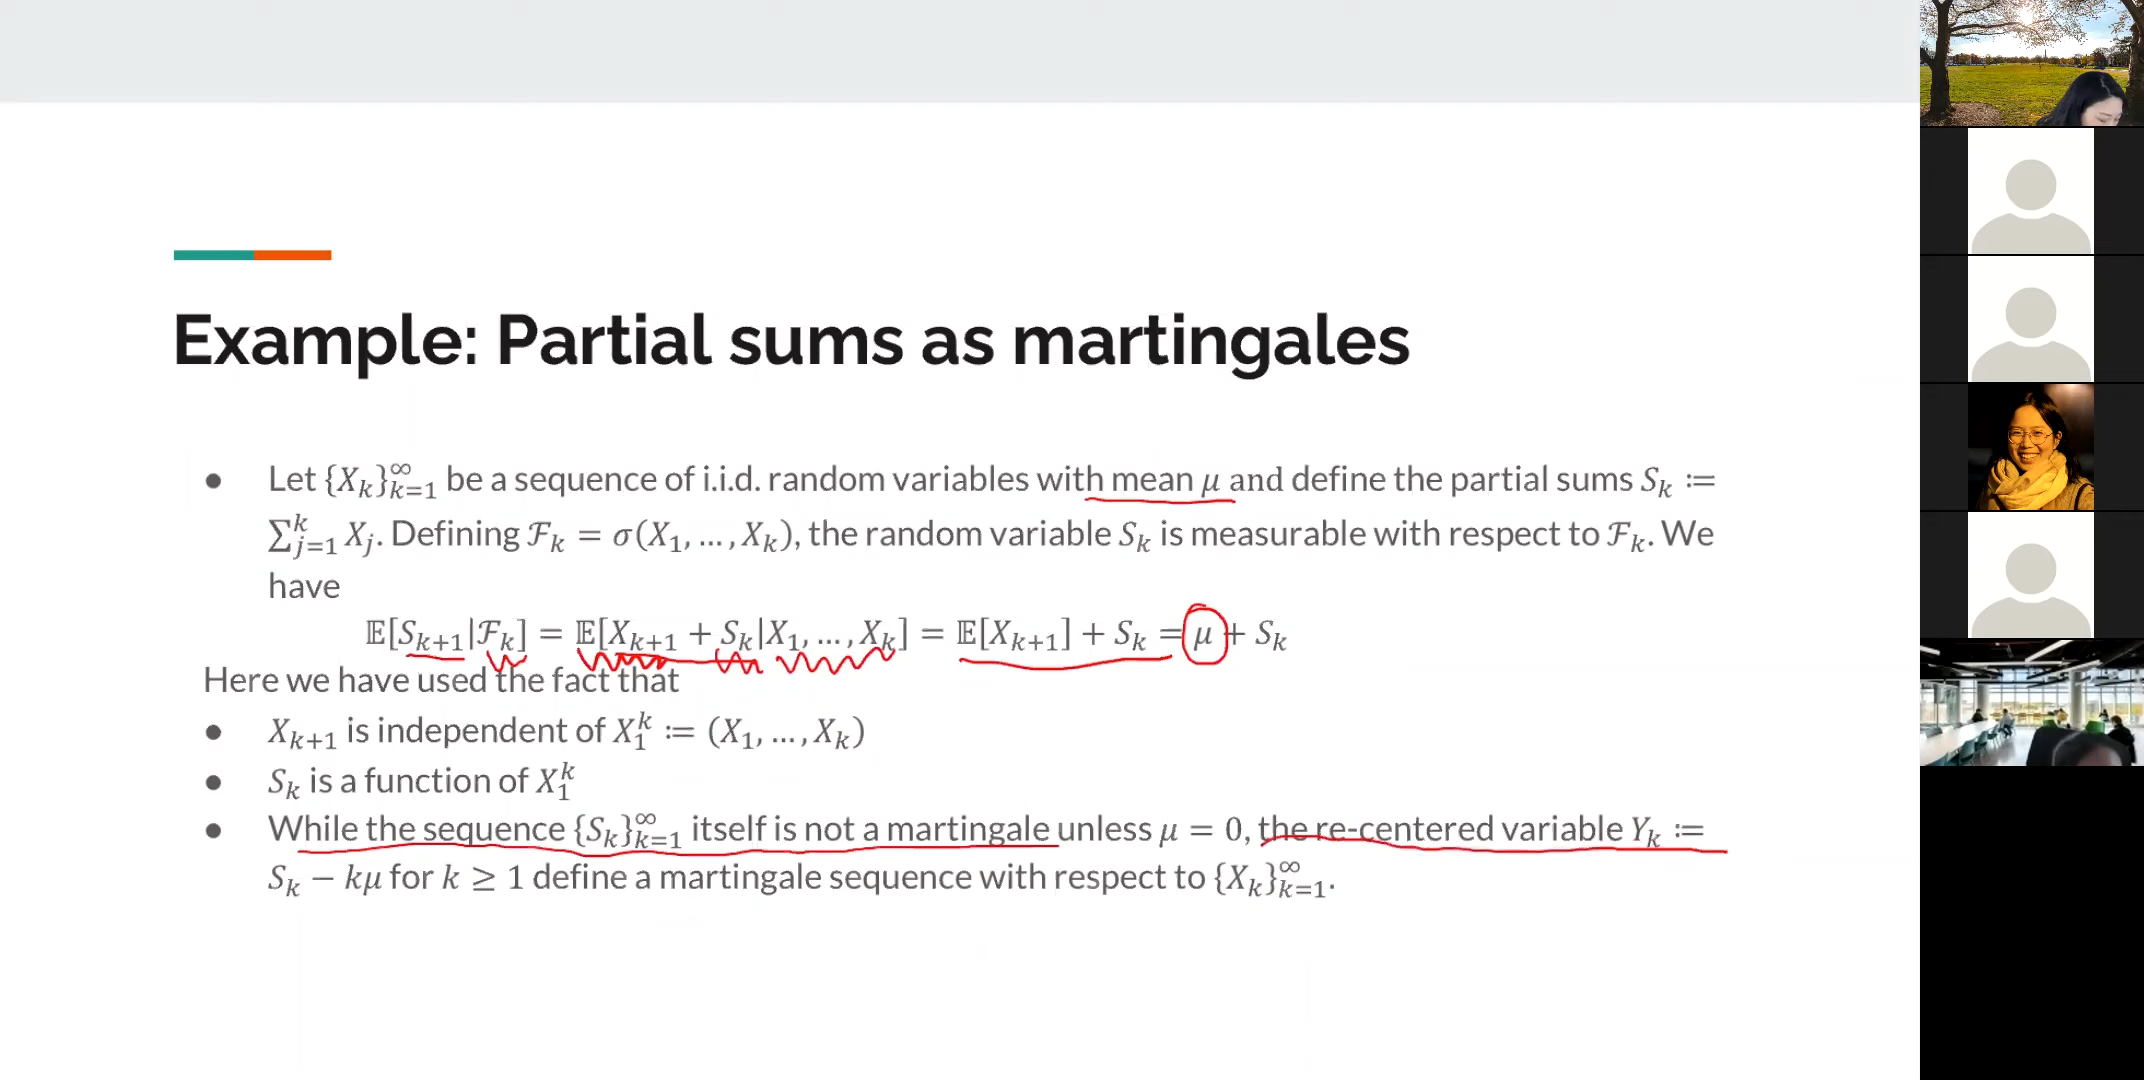 Example: Partial sums as martingales
● Let {X_k}_{k=1}^∞ be a sequence of i.i.d. random variables with mean μ and define the partial sums S_k ≔
∑_{j=1}^k X_j. Defining ℱ_k = σ(X_1, …, X_k), the random variable S_k is measurable with respect to ℱ_k. We
have
𝔼[S_{k+1}|ℱ_k] = 𝔼[X_{k+1} + S_k|X_1, …, X_k] = 𝔼[X_{k+1}] + S_k = μ + S_k
Here we have used the fact that
● X_{k+1} is independent of X_1^k ≔ (X_1, …, X_k)
● S_k is a function of X_1^k
● While the sequence {S_k}_{k=1}^∞ itself is not a martingale unless μ = 0, the re-centered variable Y_k ≔
S_k − kμ for k ≥ 1 define a martingale sequence with respect to {X_k}_{k=1}^∞.